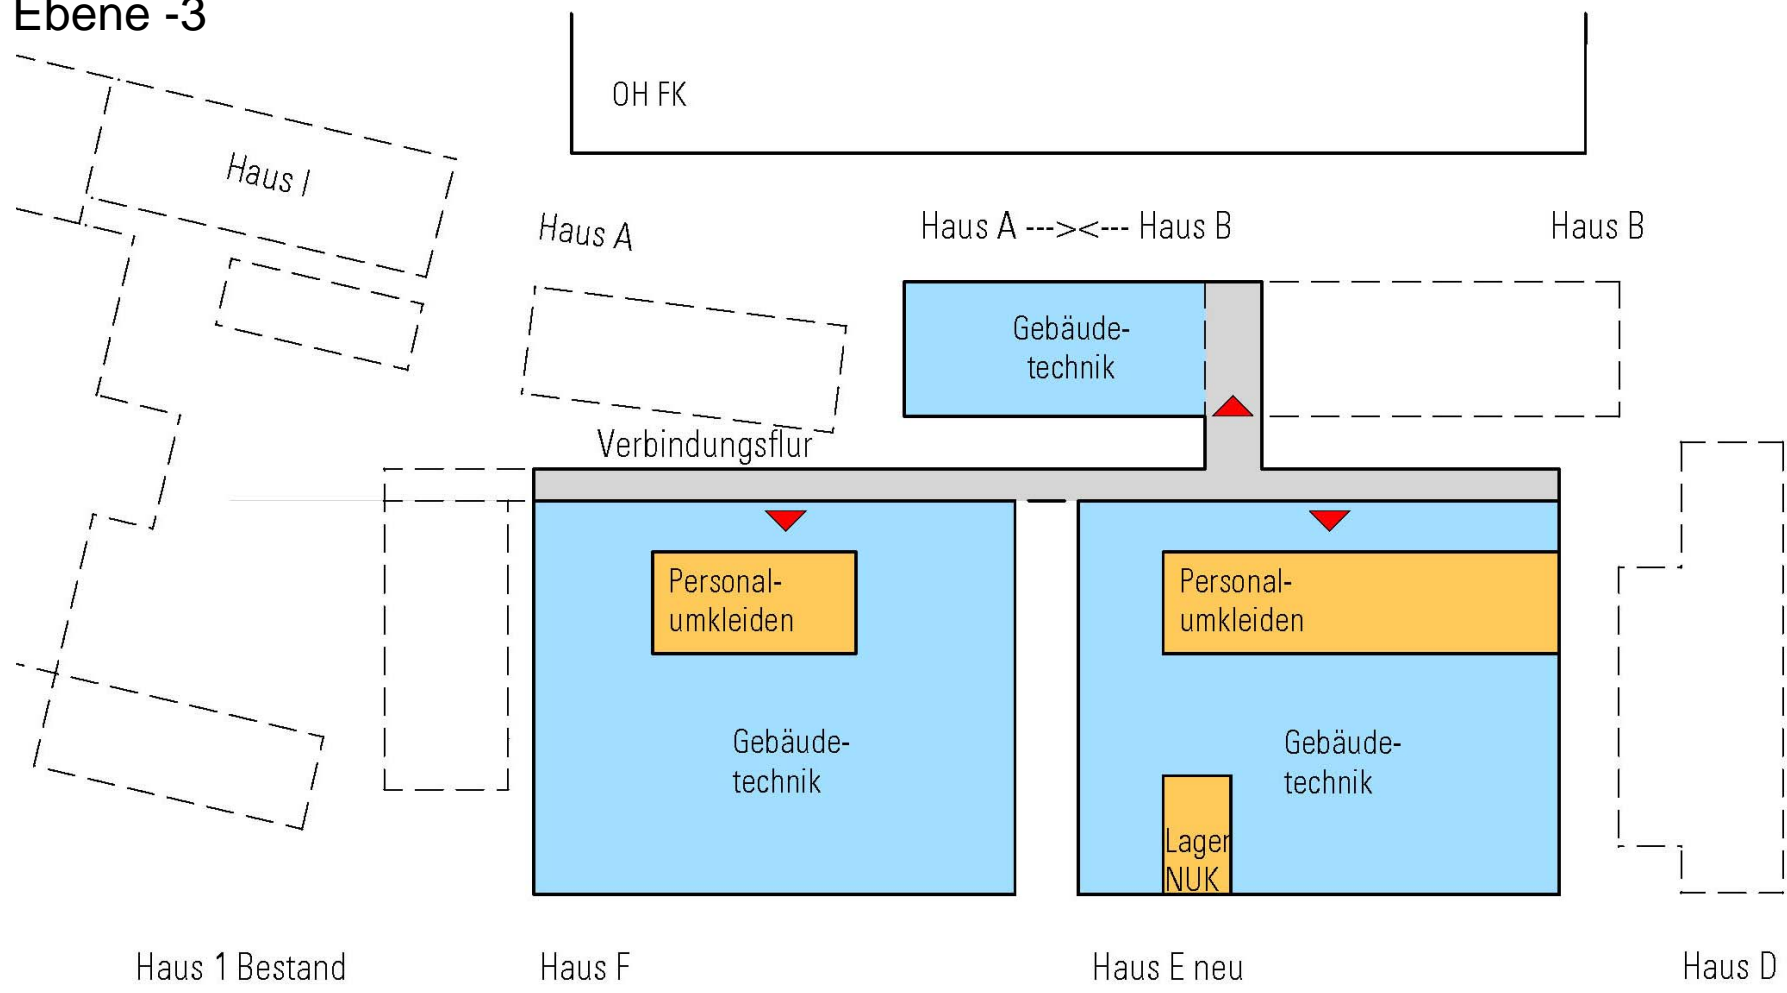 Ebene -3
OH FK
Haus I
Haus A
Haus A ---><--- Haus B
Haus B
Gebäude-
technik
Verbindungsflur
Personal-
umkleiden
Personal-
umkleiden
Gebäude-
technik
Gebäude-
technik
Lager
NUK
Haus 1 Bestand
Haus F
Haus E neu
Haus D